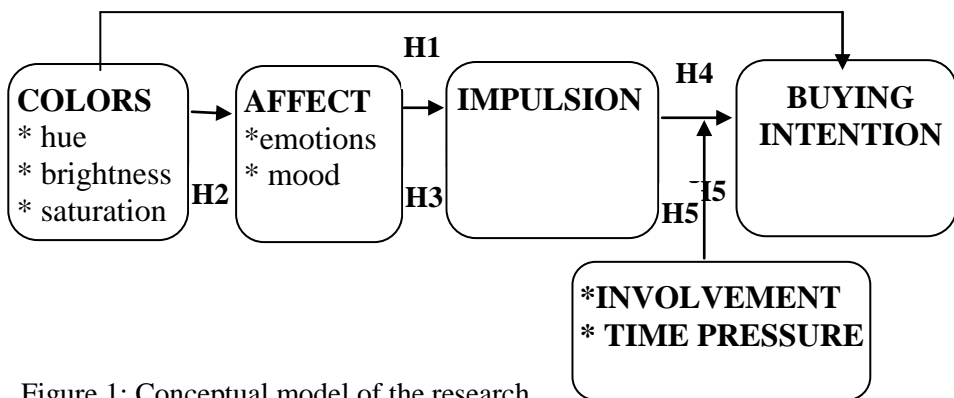 H1
COLORS
* hue
* brightness
* saturation
H2
AFFECT
*emotions
* mood
H3
IMPULSION
H4
BUYING
INTENTION
H5
H5
*INVOLVEMENT
* TIME PRESSURE
Figure 1: Conceptual model of the research